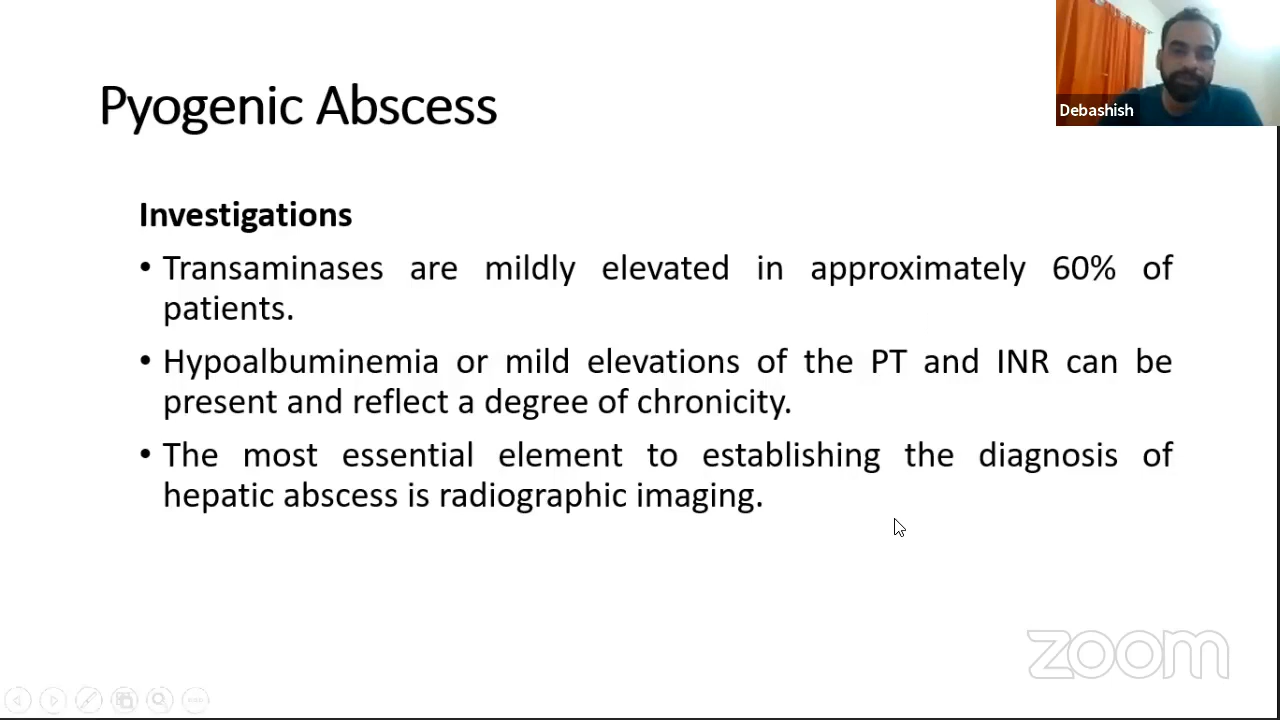 Pyogenic Abscess
Debashish
Investigations
• Transaminases are mildly elevated in approximately 60% of
patients.
• Hypoalbuminemia or mild elevations of the PT and INR can be
present and reflect a degree of chronicity.
• The most essential element to establishing the diagnosis of
hepatic abscess is radiographic imaging.
zoom